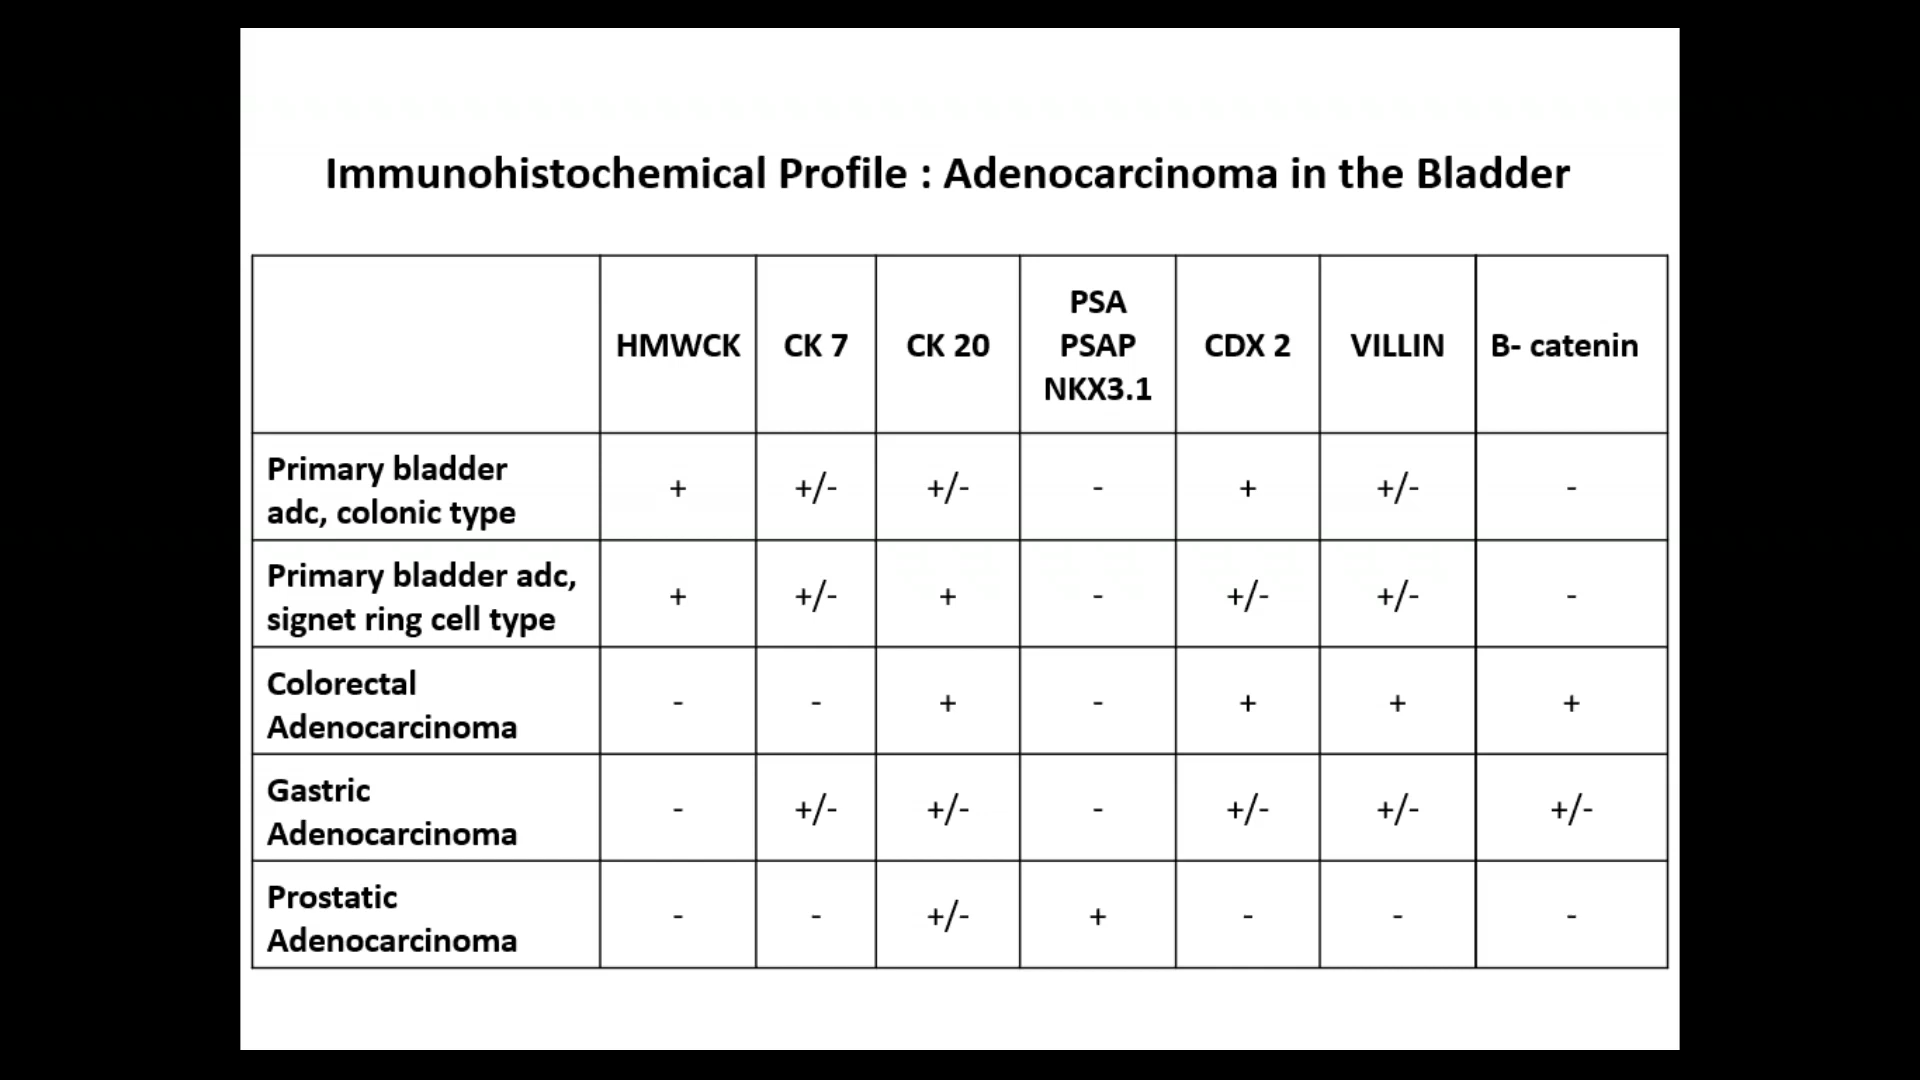 Immunohistochemical Profile : Adenocarcinoma in the Bladder
HMWCK CK 7 CK 20 PSA PSAP NKX3.1 CDX 2 VILLIN B- catenin
Primary bladder adc, colonic type + +/- +/- - + +/- -
Primary bladder adc, signet ring cell type + +/- + - +/- +/- -
Colorectal Adenocarcinoma - - + - + + +
Gastric Adenocarcinoma - +/- +/- - +/- +/- +/-
Prostatic Adenocarcinoma - - +/- + - - -